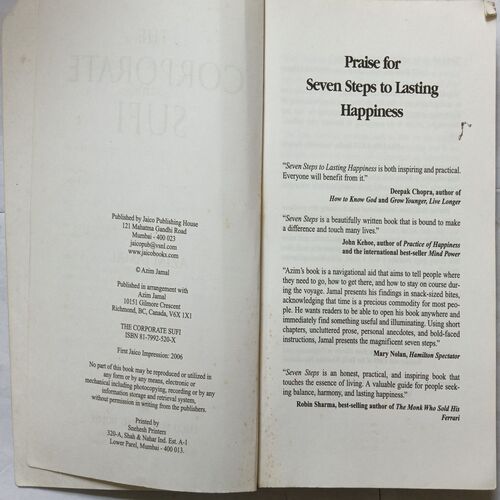 THE
CORPORATE
SUFI
Published by Jaico Publishing House
121 Mahatma Gandhi Road
Mumbai - 400 023
jaicopub@vsnl.com
www.jaicobooks.com
© Azim Jamal
Published in arrangement with
Azim Jamal
10151 Gilmore Crescent
Richmond, BC, Canada, V6X 1X1
THE CORPORATE SUFI
ISBN 81-7992-520-X
First Jaico Impression: 2006
No part of this book may be reproduced or utilized in
any form or by any means, electronic or
mechanical including photocopying, recording or by any
information storage and retrieval system,
without permission in writing from the publishers.
Printed by
Snehesh Printers
320-A, Shah & Nahar Ind. Est. A-1
Lower Parel, Mumbai - 400 013.
Praise for
Seven Steps to Lasting
Happiness
"Seven Steps to Lasting Happiness is both inspiring and practical.
Everyone will benefit from it."
Deepak Chopra, author of
How to Know God and Grow Younger, Live Longer
"Seven Steps is a beautifully written book that is bound to make
a difference and touch many lives."
John Kehoe, author of Practice of Happiness
and the international best-seller Mind Power
"Azim's book is a navigational aid that aims to tell people where
they need to go, how to get there, and how to stay on course dur-
ing the voyage. Jamal presents his findings in snack-sized bites,
acknowledging that time is a precious commodity for most peo-
ple. He wants readers to be able to open his book anywhere and
immediately find something useful and illuminating. Using short
chapters, uncluttered prose, personal anecdotes, and bold-faced
instructions, Jamal presents the magnificent seven steps."
Mary Nolan, Hamilton Spectator
"Seven Steps is an honest, practical, and inspiring book that
touches the essence of living. A valuable guide for people seek-
ing balance, harmony, and lasting happiness."
Robin Sharma, best-selling author of The Monk Who Sold His
Ferrari